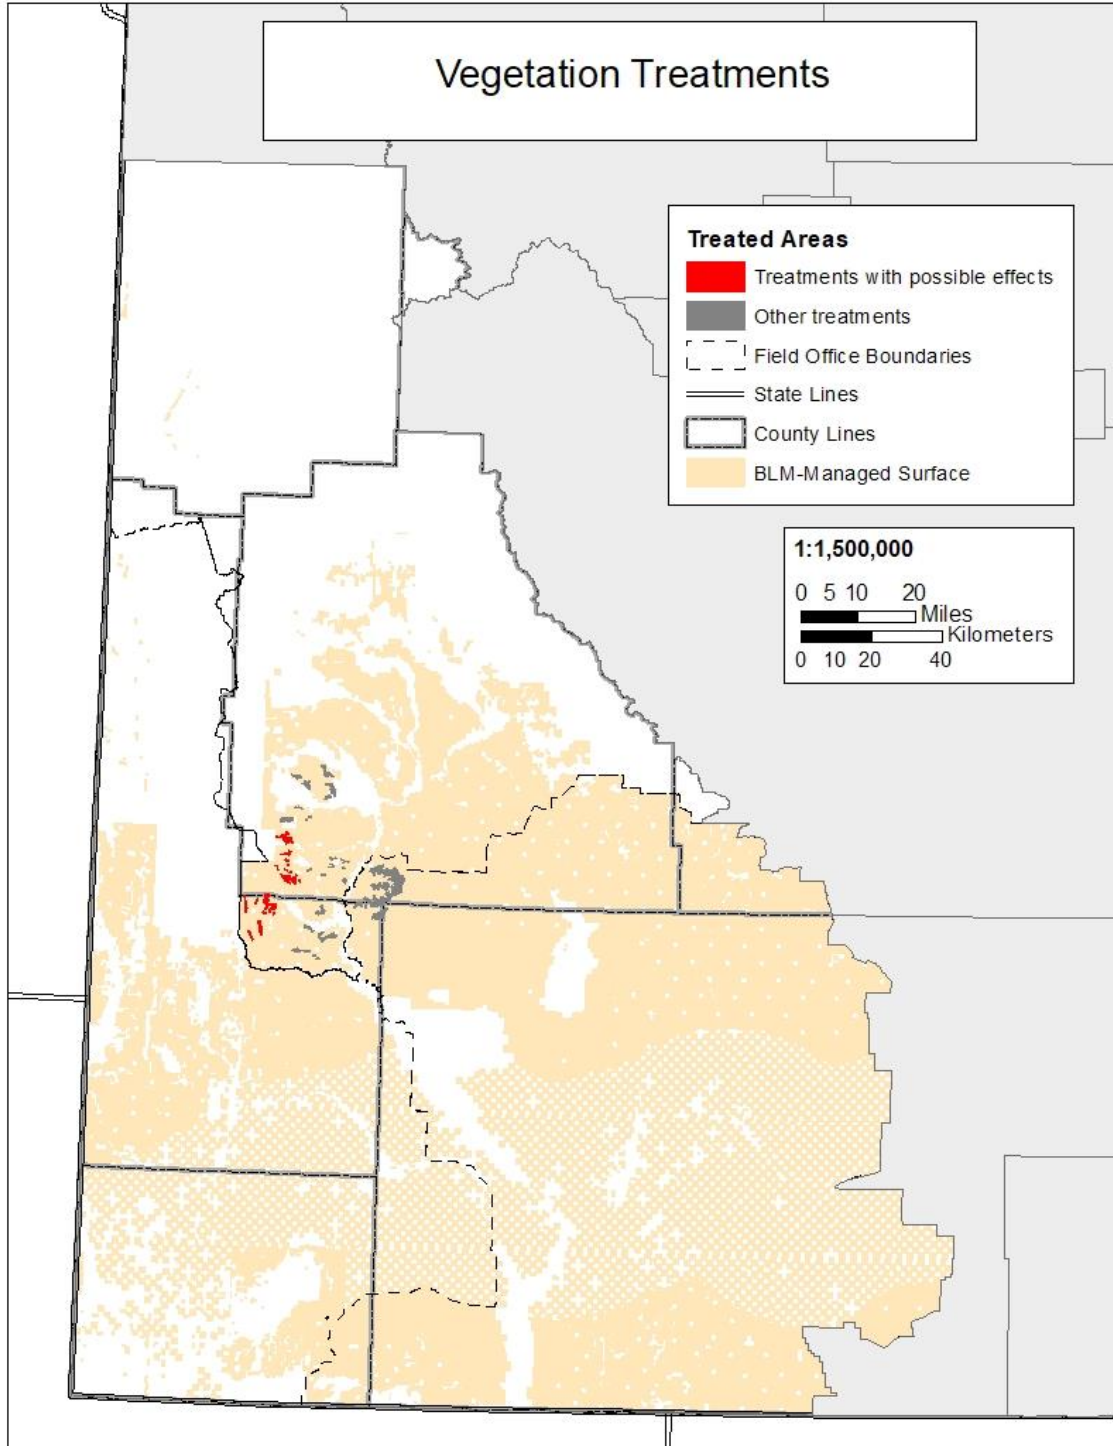 Vegetation Treatments
Treated Areas
Treatments with possible effects
Other treatments
Field Office Boundaries
State Lines
County Lines
BLM-Managed Surface
1:1,500,000
0 5 10 20
Miles
Kilometers
0 10 20 40